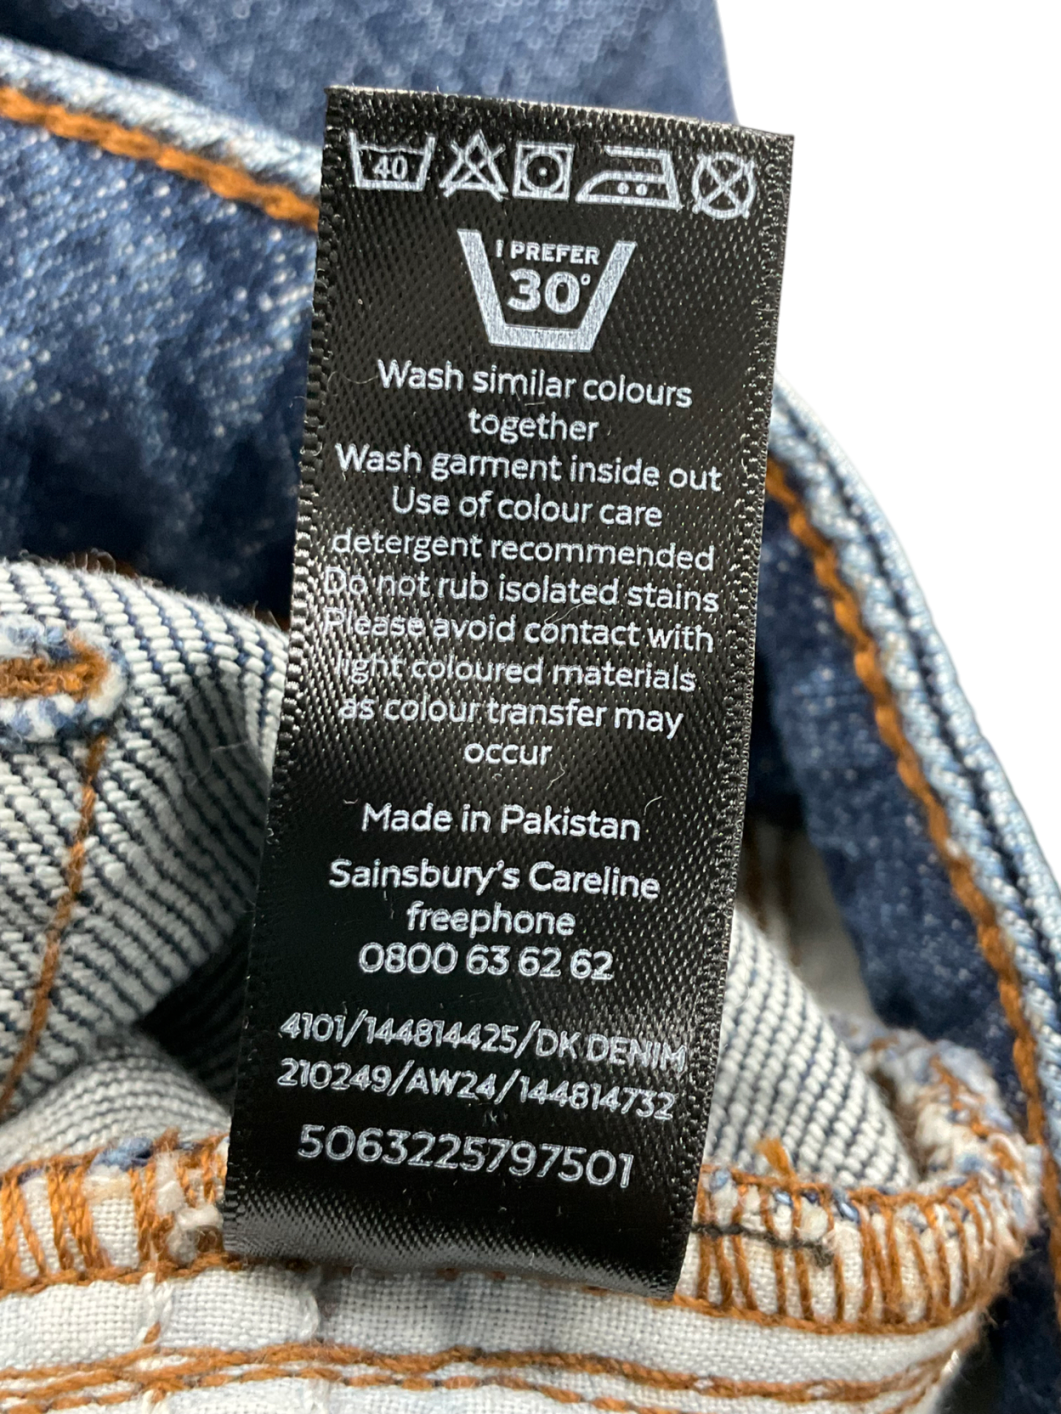 40
I PREFER
30°
Wash similar colours
together
Wash garment inside out
Use of colour care
detergent recommended
Do not rub isolated stains
Please avoid contact with
light coloured materials
as colour transfer may
occur
Made in Pakistan
Sainsbury's Careline
freephone
0800 63 62 62
4101/144814425/DK DENIM
210249/AW24/144814732
5063225797501